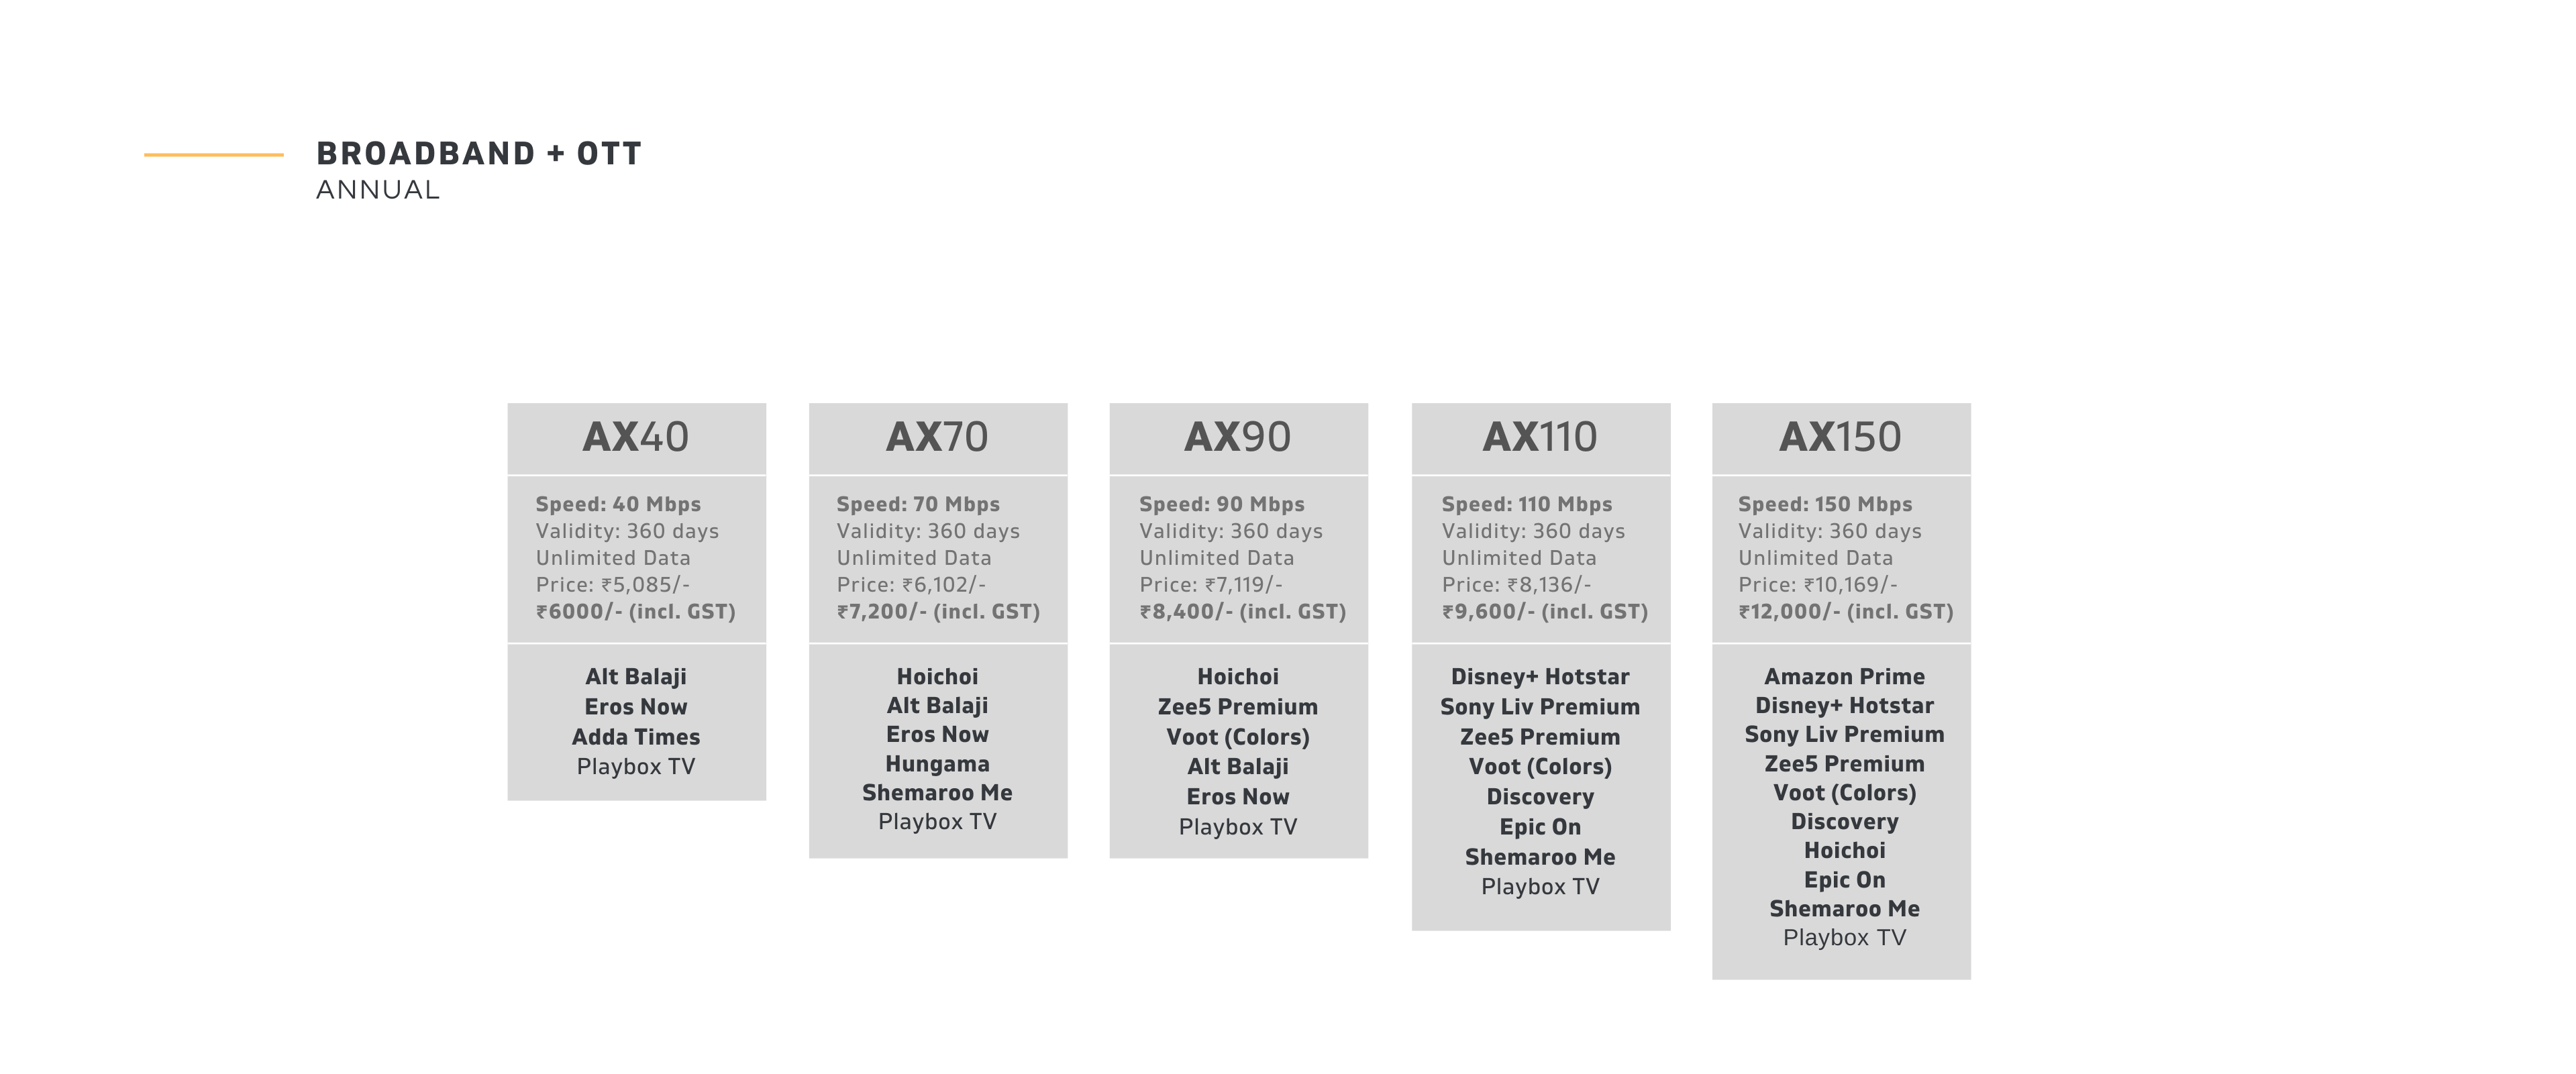 BROADBAND + OTT
ANNUAL
AX40
Speed: 40 Mbps
Validity: 360 days
Unlimited Data
Price: ₹5,085/-
₹6000/- (incl. GST)
Alt Balaji
Eros Now
Adda Times
Playbox TV
AX70
Speed: 70 Mbps
Validity: 360 days
Unlimited Data
Price: ₹6,102/-
₹7,200/- (incl. GST)
Hoichoi
Alt Balaji
Eros Now
Hungama
Shemaroo Me
Playbox TV
AX90
Speed: 90 Mbps
Validity: 360 days
Unlimited Data
Price: ₹7,119/-
₹8,400/- (incl. GST)
Hoichoi
Zee5 Premium
Voot (Colors)
Alt Balaji
Eros Now
Playbox TV
AX110
Speed: 110 Mbps
Validity: 360 days
Unlimited Data
Price: ₹8,136/-
₹9,600/- (incl. GST)
Disney+ Hotstar
Sony Liv Premium
Zee5 Premium
Voot (Colors)
Discovery
Epic On
Shemaroo Me
Playbox TV
AX150
Speed: 150 Mbps
Validity: 360 days
Unlimited Data
Price: ₹10,169/-
₹12,000/- (incl. GST)
Amazon Prime
Disney+ Hotstar
Sony Liv Premium
Zee5 Premium
Voot (Colors)
Discovery
Hoichoi
Epic On
Shemaroo Me
Playbox TV